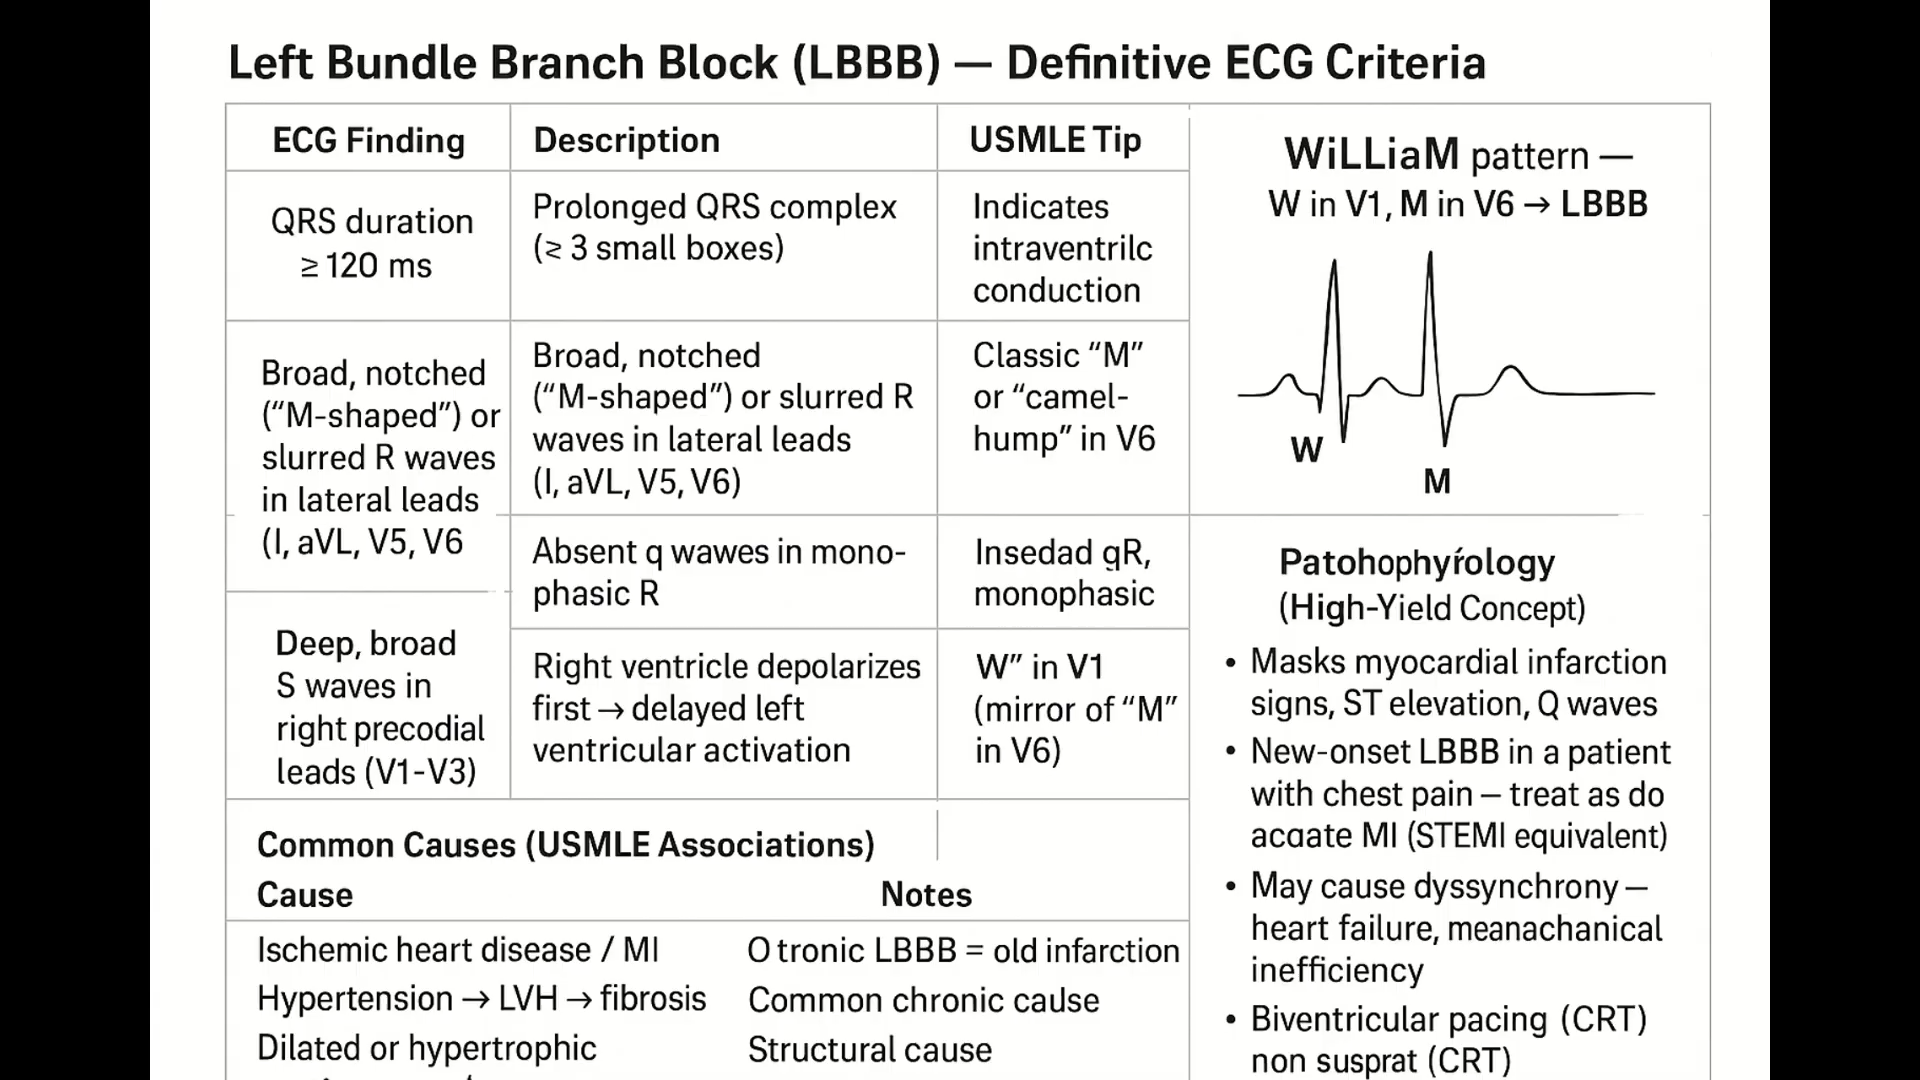 Left Bundle Branch Block (LBBB) — Definitive ECG Criteria
ECG Finding
Description
USMLE Tip
QRS duration
≥ 120 ms
Prolonged QRS complex
(≥ 3 small boxes)
Indicates
intraventrilc
conduction
Broad, notched
(“M-shaped”) or
slurred R waves
in lateral leads
(I, aVL, V5, V6
Broad, notched
(“M-shaped”) or slurred R
waves in lateral leads
(I, aVL, V5, V6)
Classic “M”
or “camel-
hump” in V6
Absent q wawes in mono-
phasic R
Insedad qR,
monophasic
Deep, broad
S waves in
right precodial
leads (V1-V3)
Right ventricle depolarizes
first → delayed left
ventricular activation
W” in V1
(mirror of “M”
in V6)
Common Causes (USMLE Associations)
Cause
Notes
Ischemic heart disease / MI
O tronic LBBB = old infarction
Hypertension → LVH → fibrosis
Common chronic cause
Dilated or hypertrophic
Structural cause
WiLLiaM pattern —
W in V1, M in V6 → LBBB
W
M
Patohophyŕology
(High-Yield Concept)
• Masks myocardial infarction
signs, ST elevation, Q waves
• New-onset LBBB in a patient
with chest pain – treat as do
acɑate MI (STEMI equivalent)
• May cause dyssynchrony —
heart failure, meanachanical
inefficiency
• Biventricular pacing (CRT)
non susprat (CRT)